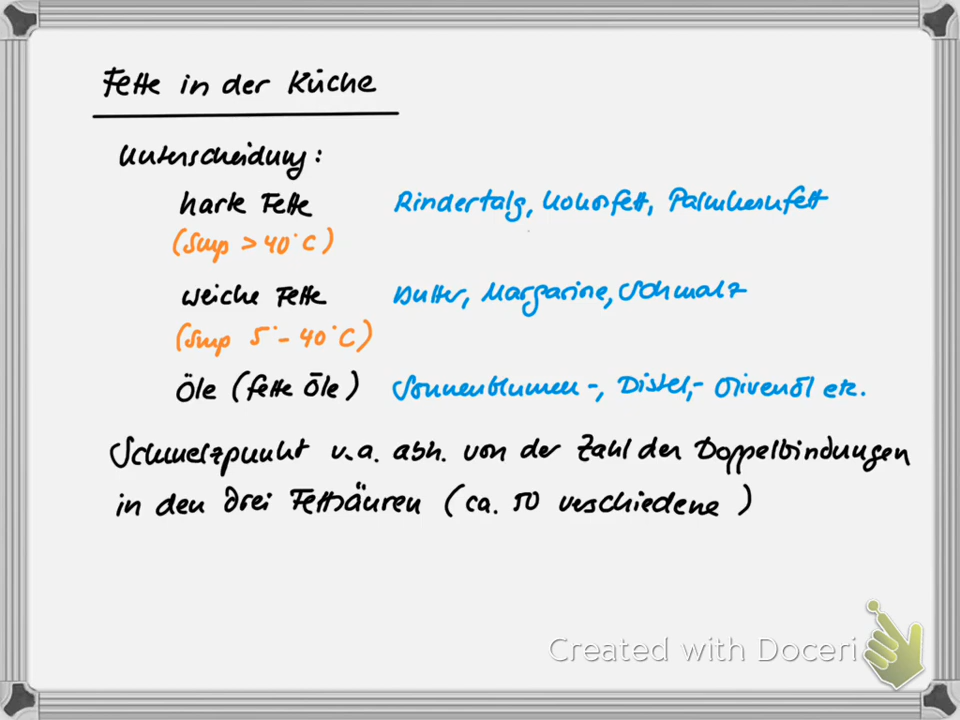 Fette in der Küche
Unterscheidung:
harte Fette Rindertalg, Kokosfett, Palmkernfett
(Smp > 40°C)
weiche Fette Butter, Margarine, Schmalz
(Smp 5°- 40°C)
Öle (fette Öle) Sonnenblumen-, Distel,- Olivenöl etc.
Schmelzpunkt v.a. abh. von der Zahl der Doppelbindungen
in den drei Fettsäuren (ca. 50 verschiedene)
Created with Doceri